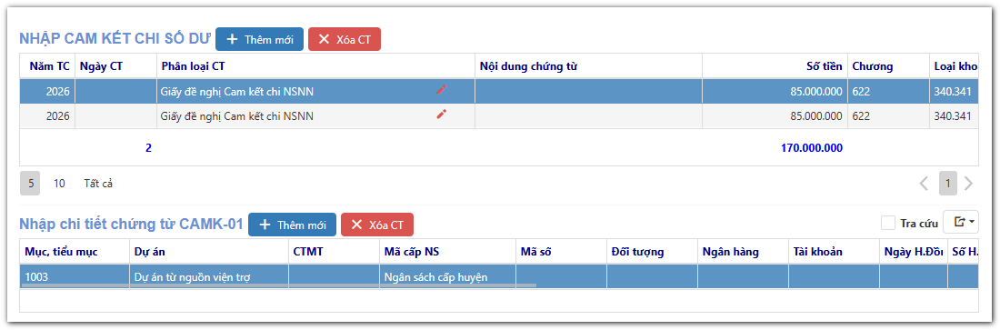 NHẬP CAM KẾT CHI SỐ DƯ Thêm mới Xóa CT
Năm TC Ngày CT Phân loại CT Nội dung chứng từ Số tiền Chương Loại kho
2026 Giấy đề nghị Cam kết chi NSNN 85.000.000 622 340.341
2026 Giấy đề nghị Cam kết chi NSNN 85.000.000 622 340.341
2 170.000.000
5 10 Tất cả 1
Nhập chi tiết chứng từ CAMK-01 Thêm mới Xóa CT Tra cứu
Mục, tiểu mục Dự án CTMT Mã cấp NS Mã số Đối tượng Ngân hàng Tài khoản Ngày H.Đồi Số H.
1003 Dự án từ nguồn viện trợ Ngân sách cấp huyện